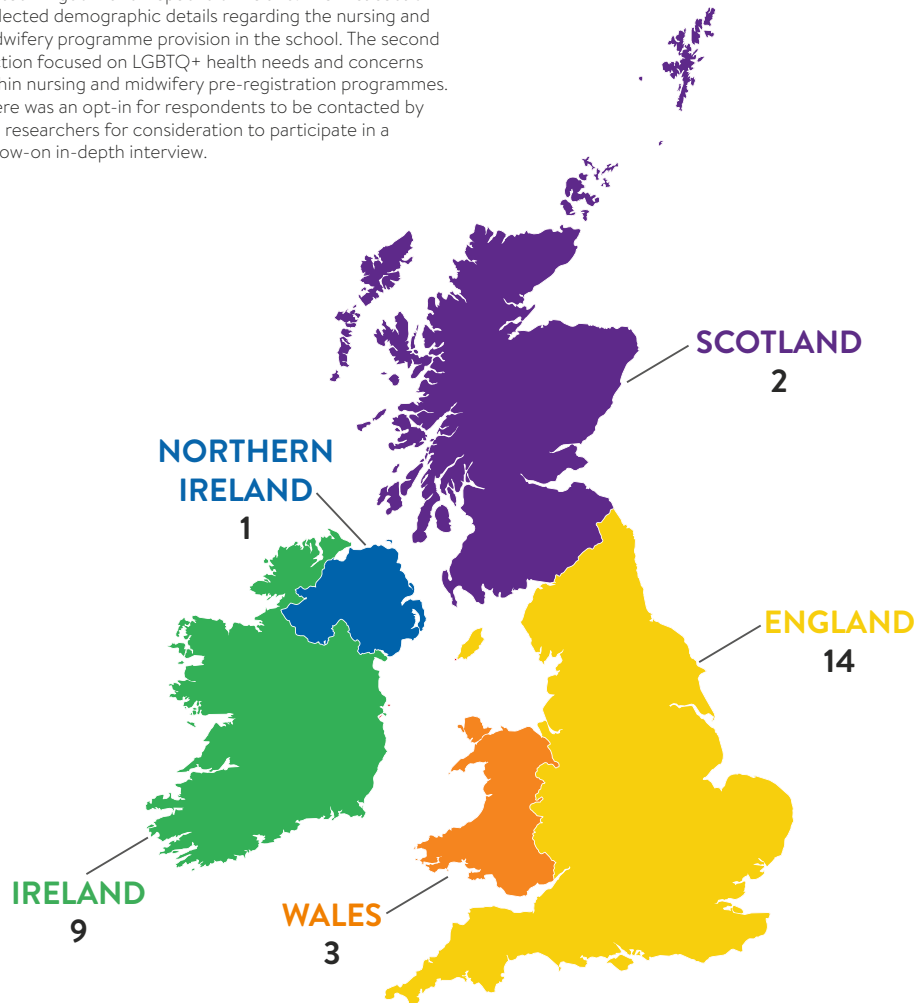 lected demographic details regarding the nursing and
dwifery programme provision in the school. The second
ction focused on LGBTQ+ health needs and concerns
hin nursing and midwifery pre-registration programmes.
ere was an opt-in for respondents to be contacted by
researchers for consideration to participate in a
ow-on in-depth interview.
SCOTLAND
2
NORTHERN
IRELAND
1
ENGLAND
14
IRELAND
9
WALES
3